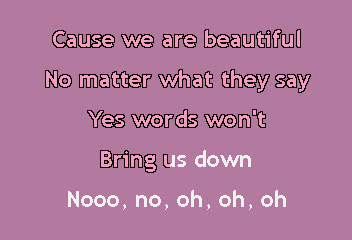 Cause we are beautiful
No matter what they say
Yes words won't
Bring us down
Nooo, no, oh, oh, oh